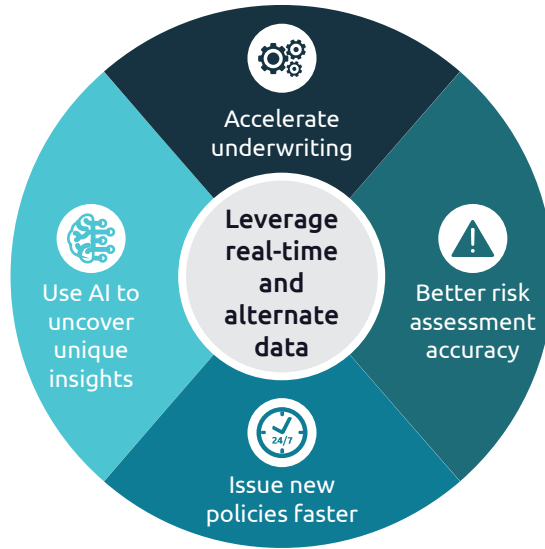 Accelerate
underwriting
Leverage
real-time
and
alternate
data
Better risk
assessment
accuracy
24/7
Issue new
policies faster
Use AI to
uncover
unique
insights